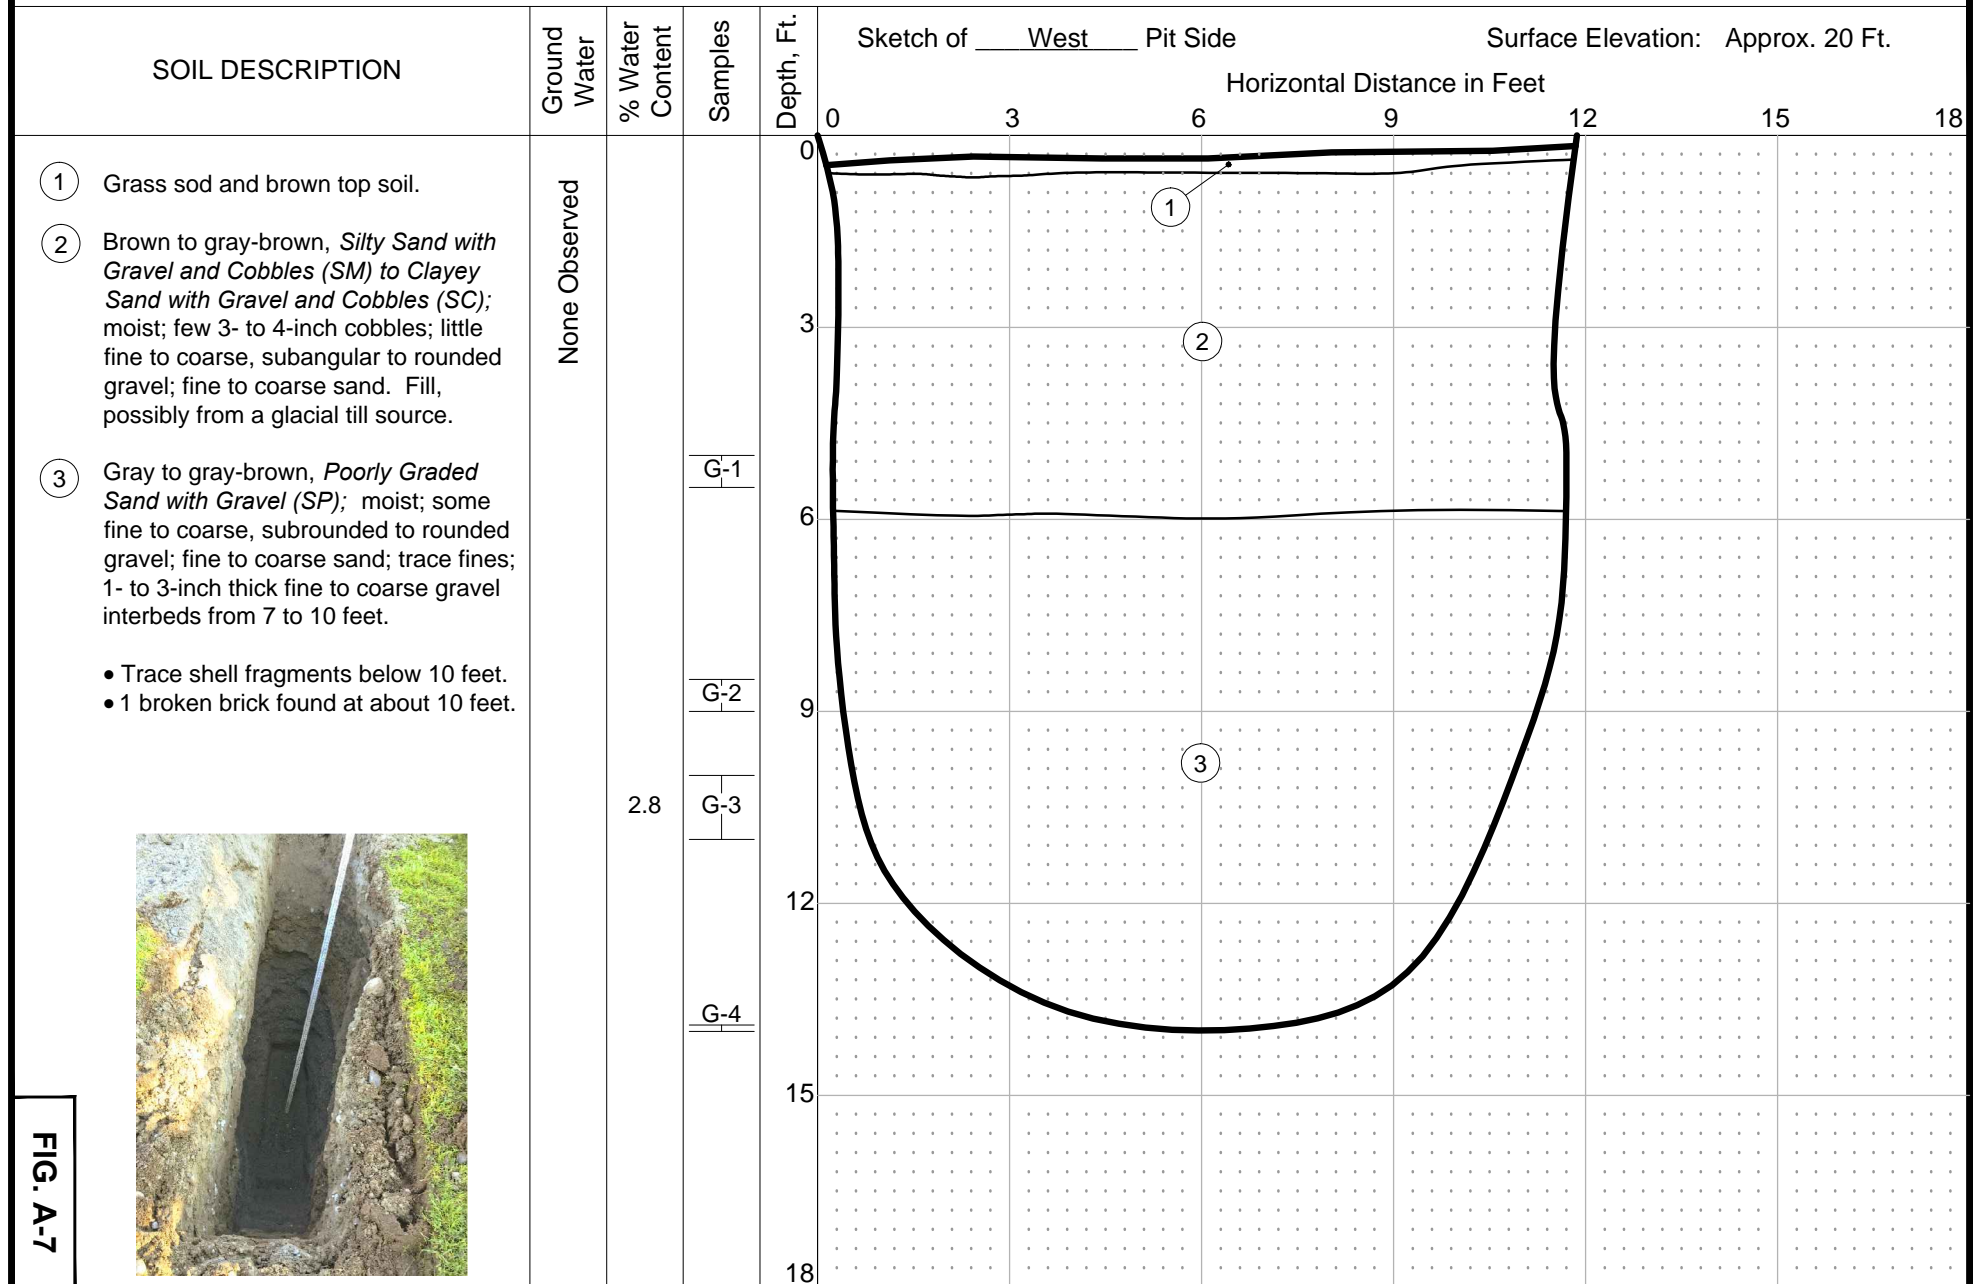 SOIL DESCRIPTION
Ground Water
% Water Content
Samples
Depth, Ft.
Sketch of ____West____ Pit Side
Surface Elevation: Approx. 20 Ft.
Horizontal Distance in Feet
0 3 6 9 12 15 18
1 Grass sod and brown top soil.
2 Brown to gray-brown, Silty Sand with
Gravel and Cobbles (SM) to Clayey
Sand with Gravel and Cobbles (SC);
moist; few 3- to 4-inch cobbles; little
fine to coarse, subangular to rounded
gravel; fine to coarse sand. Fill,
possibly from a glacial till source.
3 Gray to gray-brown, Poorly Graded
Sand with Gravel (SP); moist; some
fine to coarse, subrounded to rounded
gravel; fine to coarse sand; trace fines;
1- to 3-inch thick fine to coarse gravel
interbeds from 7 to 10 feet.
• Trace shell fragments below 10 feet.
• 1 broken brick found at about 10 feet.
None Observed
2.8
G-1
G-2
G-3
G-4
0
3
6
9
12
15
18
1
2
3
FIG. A-7